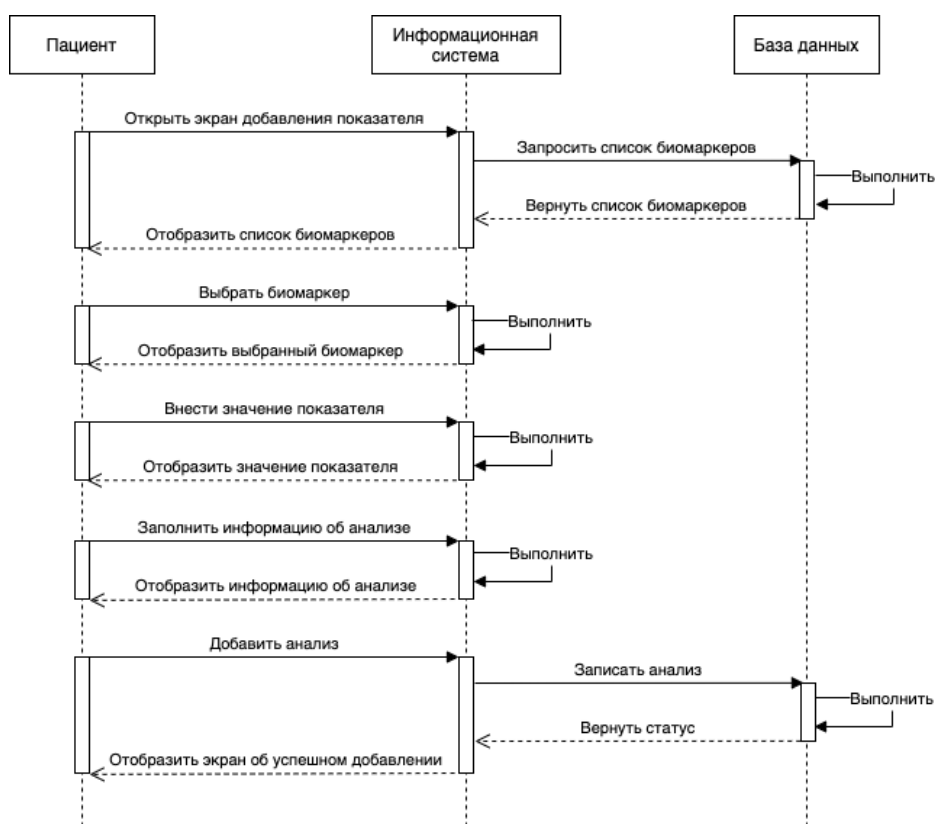 Пациент
Информационная
система
База данных
Открыть экран добавления показателя
Запросить список биомаркеров
Выполнить
Вернуть список биомаркеров
Отобразить список биомаркеров
Выбрать биомаркер
Выполнить
Отобразить выбранный биомаркер
Внести значение показателя
Выполнить
Отобразить значение показателя
Заполнить информацию об анализе
Выполнить
Отобразить информацию об анализе
Добавить анализ
Записать анализ
Выполнить
Вернуть статус
Отобразить экран об успешном добавлении